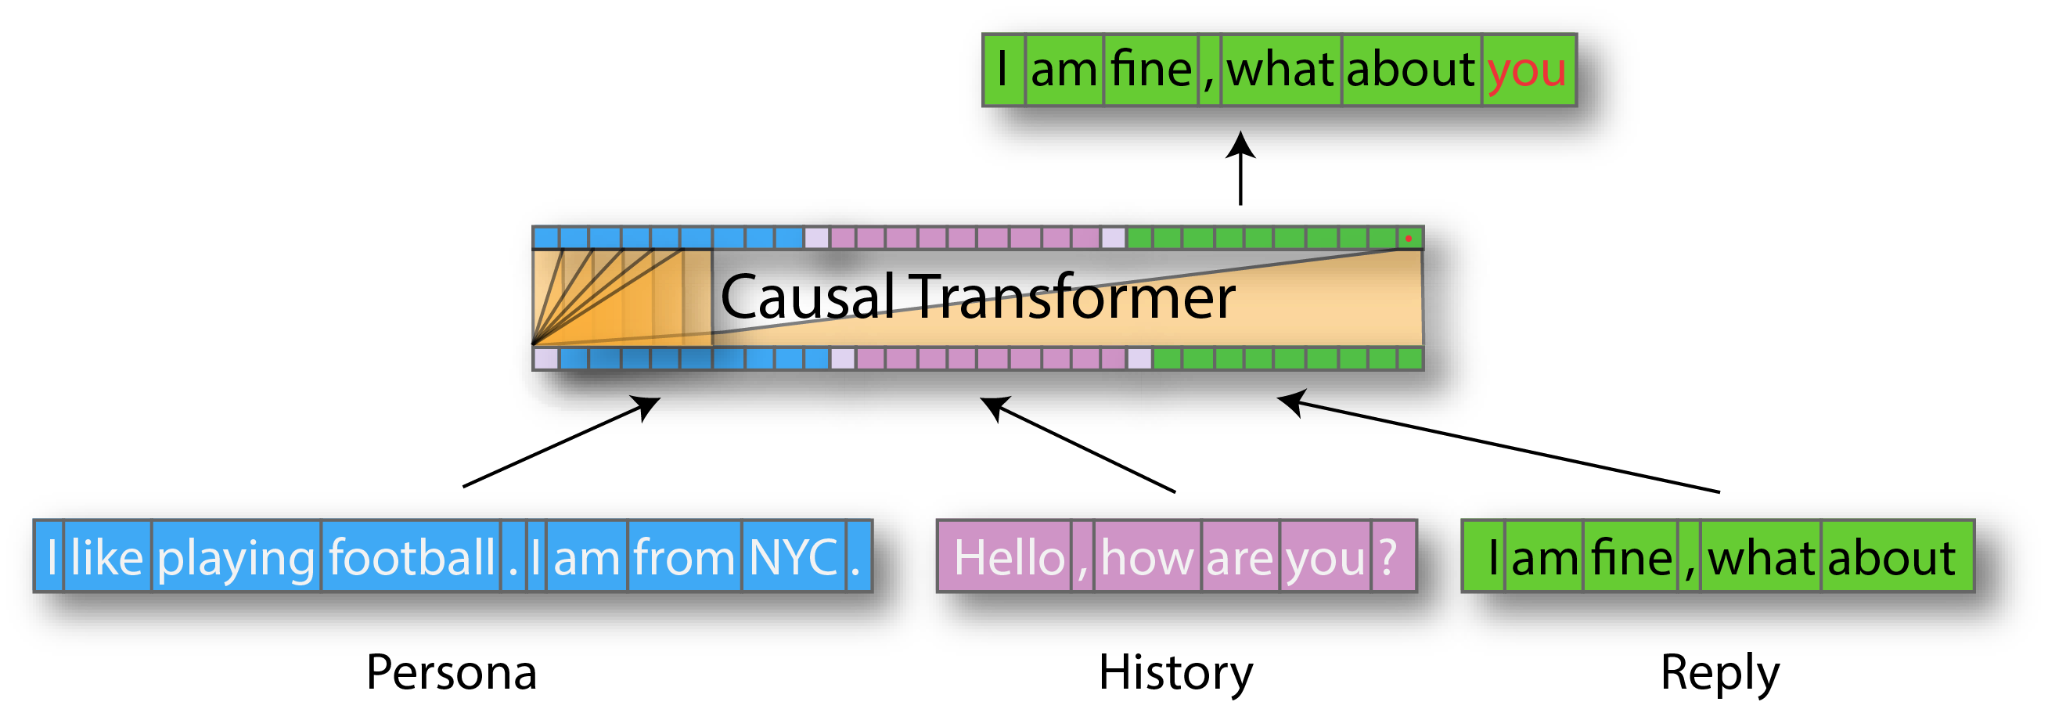 I am fine , what about you
Causal Transformer
I like playing football . I am from NYC .
Hello , how are you ?
I am fine , what about
Persona
History
Reply